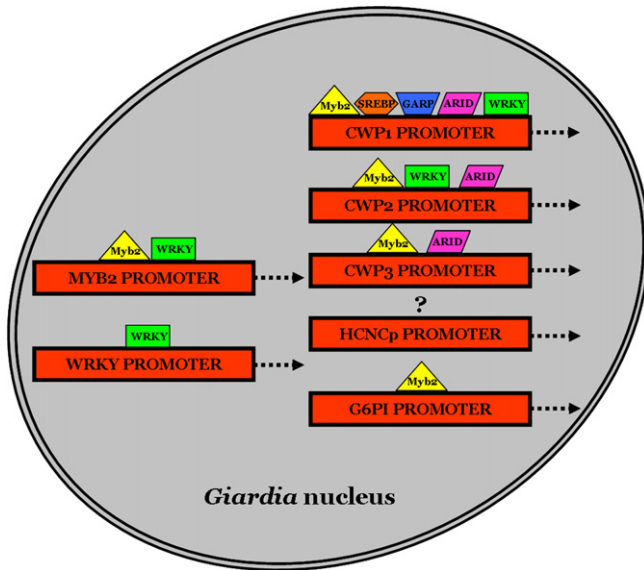 Myb2 SREBP GARP ARID WRKY
CWP1 PROMOTER
Myb2 WRKY ARID
CWP2 PROMOTER
Myb2 WRKY
MYB2 PROMOTER
Myb2 ARID
CWP3 PROMOTER
?
WRKY
WRKY PROMOTER
HCNCp PROMOTER
Myb2
G6PI PROMOTER
Giardia nucleus